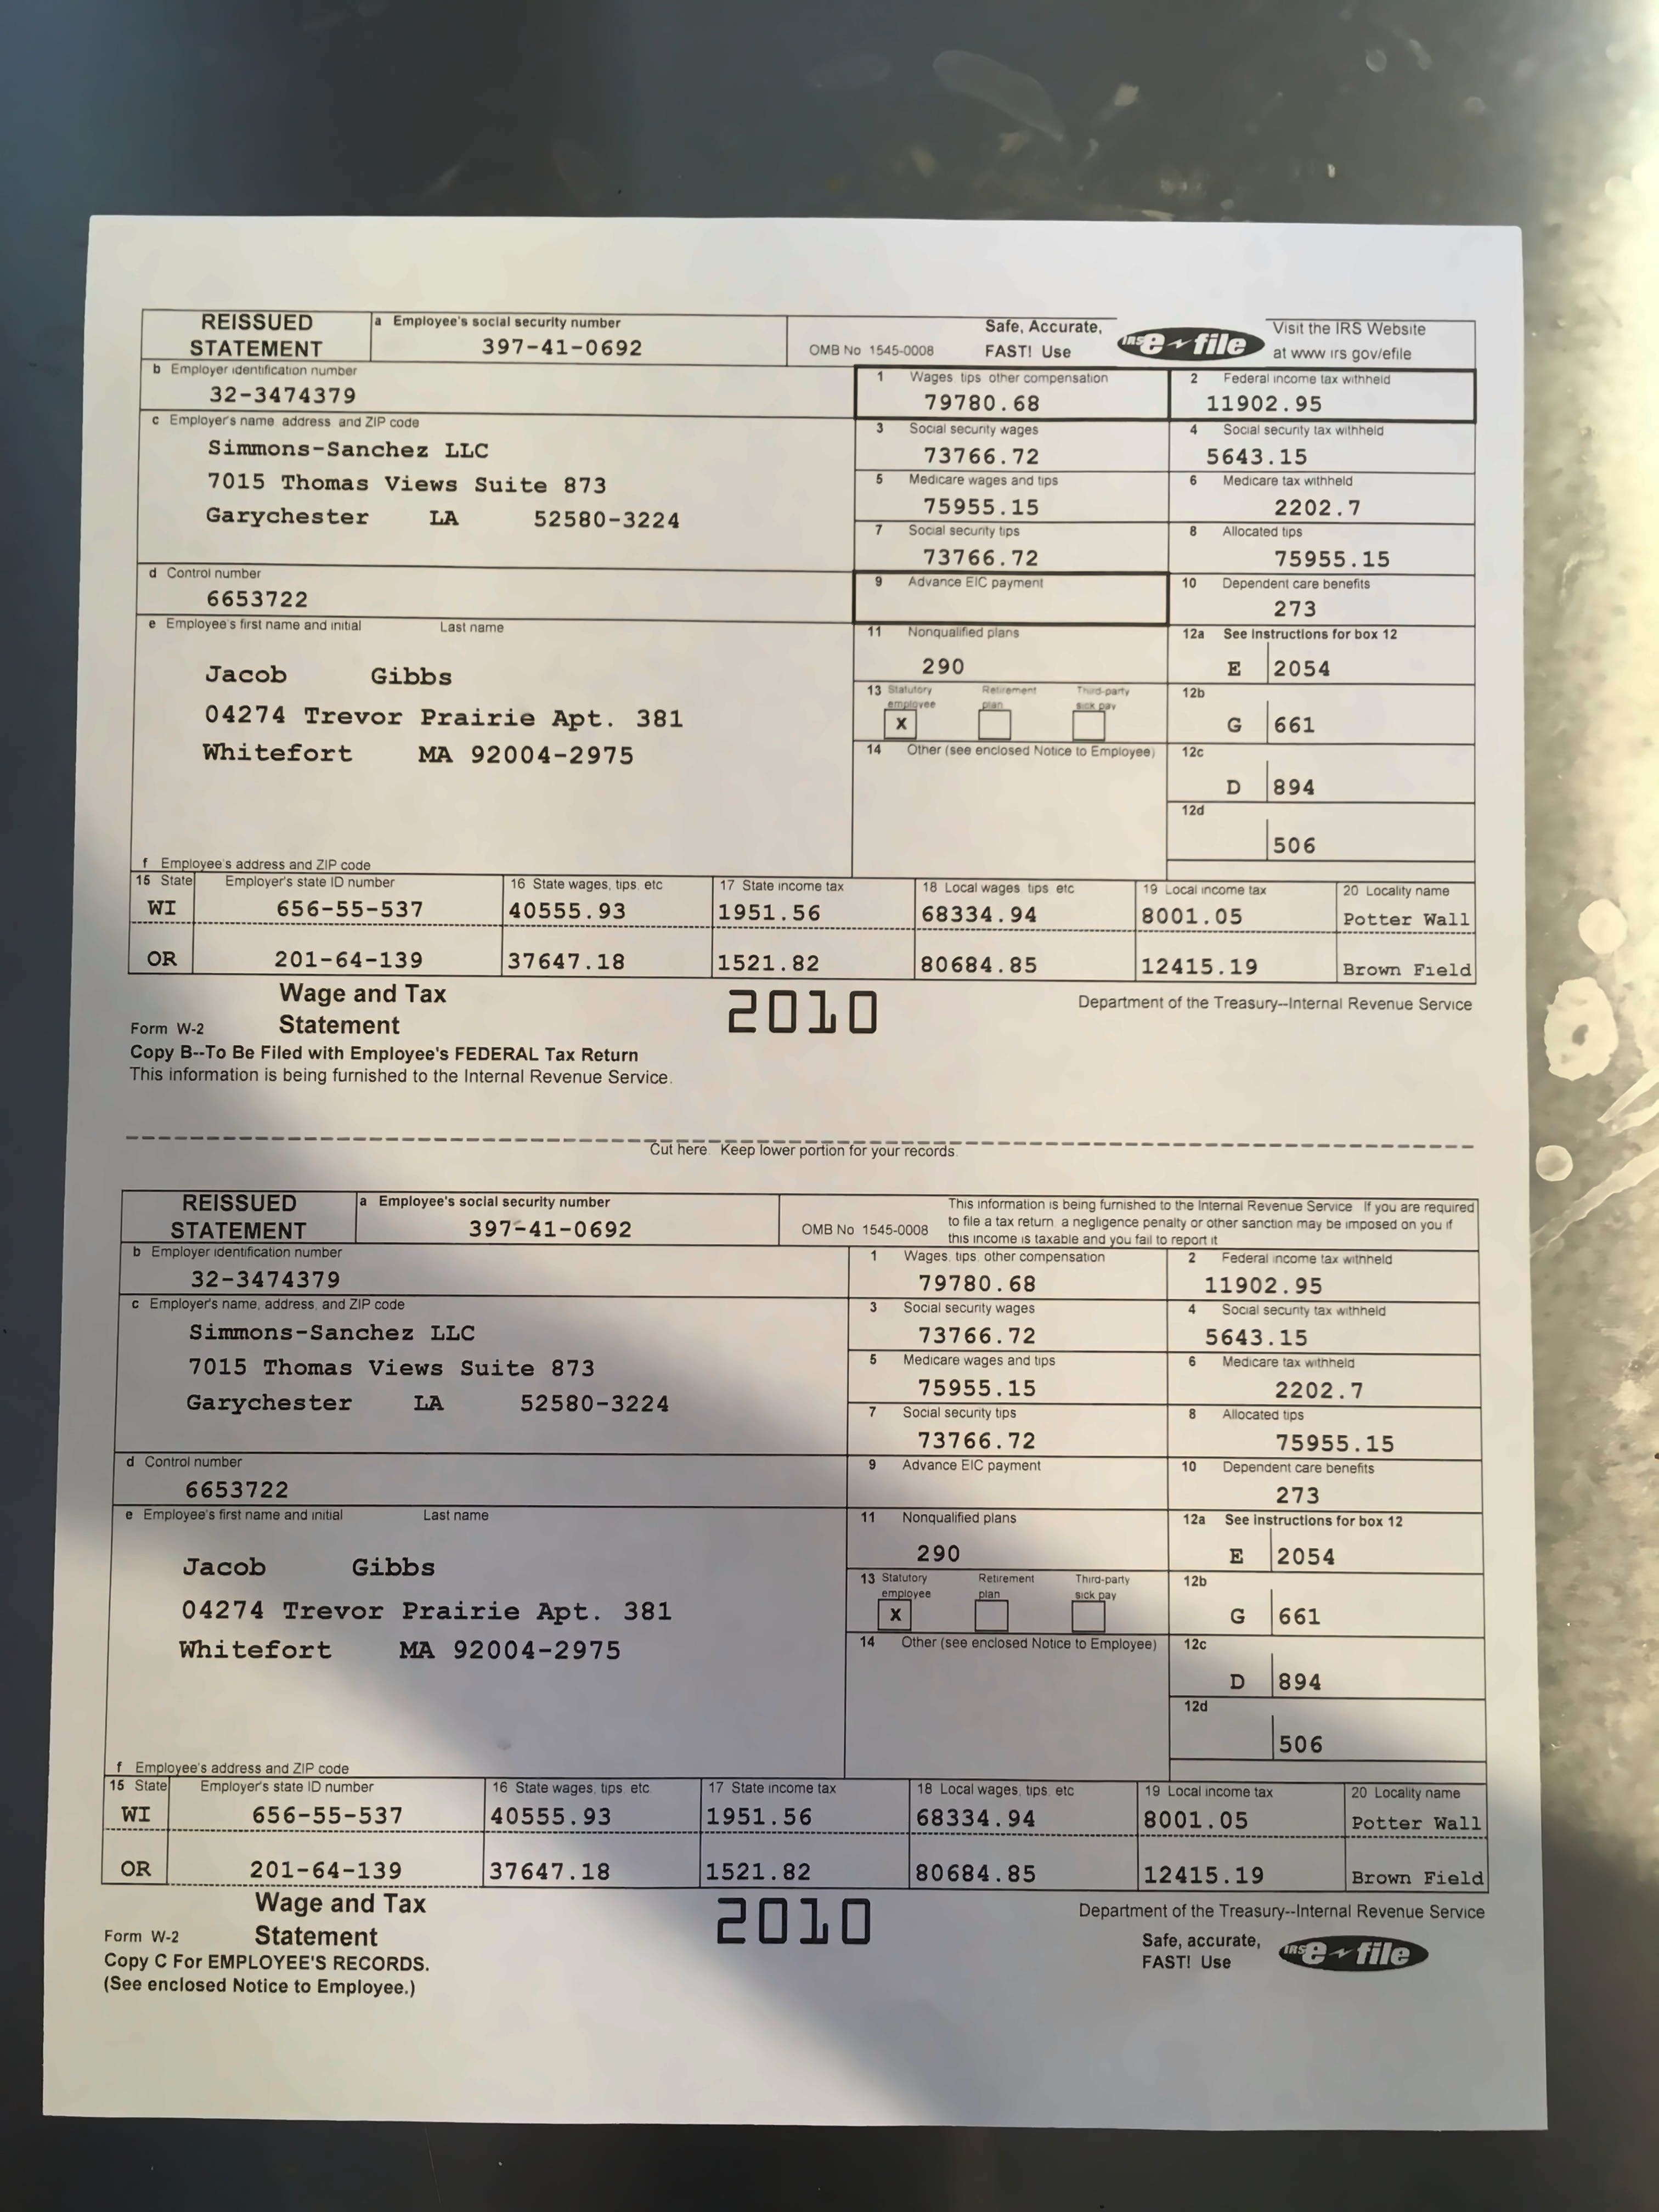 REISSUED STATEMENT
a Employee's social security number
397-41-0692
OMB No 1545-0008
Safe, Accurate,
FAST! Use
IRS e-file
Visit the IRS Website
at www irs gov/efile
b Employer identification number
32-3474379
1 Wages tips other compensation
79780.68
2 Federal income tax withheld
11902.95
c Employer's name address and ZIP code
Simmons-Sanchez LLC
7015 Thomas Views Suite 873
Garychester LA 52580-3224
3 Social security wages
73766.72
4 Social security tax withheld
5643.15
5 Medicare wages and tips
75955.15
6 Medicare tax withheld
2202.7
7 Social security tips
73766.72
8 Allocated tips
75955.15
d Control number
6653722
9 Advance EIC payment
10 Dependent care benefits
273
e Employee's first name and initial Last name
Jacob Gibbs
04274 Trevor Prairie Apt. 381
Whitefort MA 92004-2975
11 Nonqualified plans
290
12a See Instructions for box 12
E 2054
13 Statutory employee Retirement plan Third-party sick pay
X
12b
G 661
14 Other (see enclosed Notice to Employee)
12c
D 894
12d
506
f Employee's address and ZIP code
15 State Employer's state ID number 16 State wages, tips. etc 17 State income tax 18 Local wages tips etc 19 Local income tax 20 Locality name
WI 656-55-537 40555.93 1951.56 68334.94 8001.05 Potter Wall
OR 201-64-139 37647.18 1521.82 80684.85 12415.19 Brown Field
Form W-2 Wage and Tax Statement
2010
Department of the Treasury--Internal Revenue Service
Copy B--To Be Filed with Employee's FEDERAL Tax Return
This information is being furnished to the Internal Revenue Service.
Cut here. Keep lower portion for your records.
REISSUED STATEMENT
a Employee's social security number
397-41-0692
OMB No 1545-0008
This information is being furnished to the Internal Revenue Service If you are required
to file a tax return a negligence penalty or other sanction may be imposed on you if
this income is taxable and you fail to report it
b Employer identification number
32-3474379
1 Wages, tips, other compensation
79780.68
2 Federal income tax withheld
11902.95
c Employer's name, address, and ZIP code
Simmons-Sanchez LLC
7015 Thomas Views Suite 873
Garychester LA 52580-3224
3 Social security wages
73766.72
4 Social security tax withheld
5643.15
5 Medicare wages and tips
75955.15
6 Medicare tax withheld
2202.7
7 Social security tips
73766.72
8 Allocated tips
75955.15
d Control number
6653722
9 Advance EIC payment
10 Dependent care benefits
273
e Employee's first name and initial Last name
Jacob Gibbs
04274 Trevor Prairie Apt. 381
Whitefort MA 92004-2975
11 Nonqualified plans
290
12a See instructions for box 12
E 2054
13 Statutory employee Retirement plan Third-party sick pay
X
12b
G 661
14 Other (see enclosed Notice to Employee)
12c
D 894
12d
506
f Employee's address and ZIP code
15 State Employer's state ID number 16 State wages, tips, etc 17 State income tax 18 Local wages, tips, etc 19 Local income tax 20 Locality name
WI 656-55-537 40555.93 1951.56 68334.94 8001.05 Potter Wall
OR 201-64-139 37647.18 1521.82 80684.85 12415.19 Brown Field
Form W-2 Wage and Tax Statement
2010
Department of the Treasury--Internal Revenue Service
Copy C For EMPLOYEE'S RECORDS.
(See enclosed Notice to Employee.)
Safe, accurate,
FAST! Use
IRS e-file